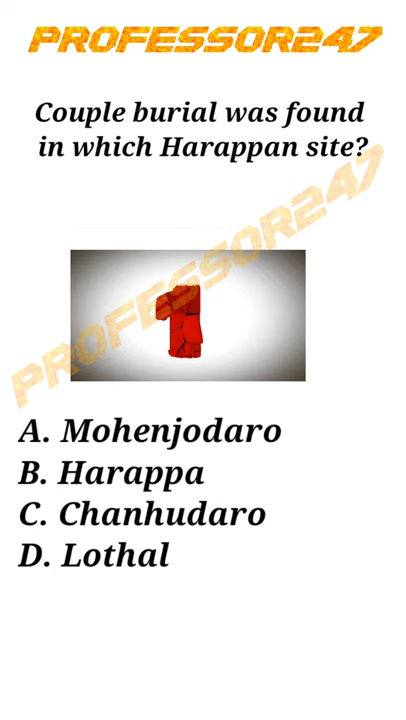 PROFESSOR247
Couple burial was found
in which Harappan site?
PROFESSOR247
1
A. Mohenjodaro
B. Harappa
C. Chanhudaro
D. Lothal